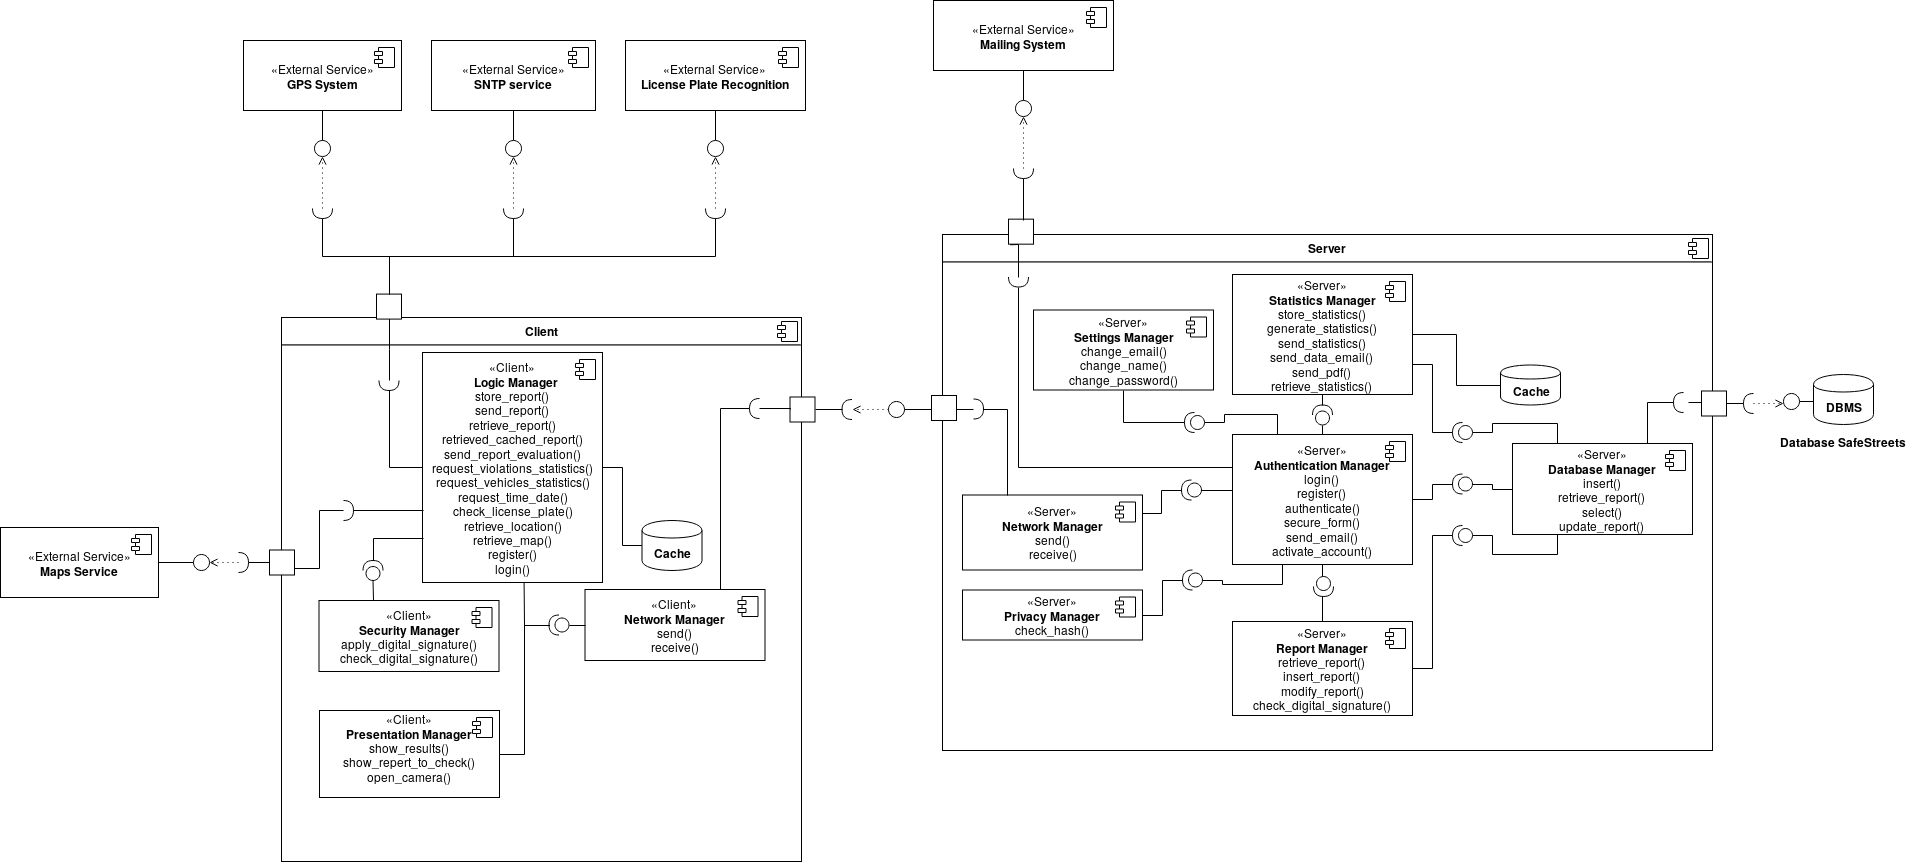 «External Service»
Mailing System
«External Service»
GPS System
«External Service»
SNTP service
«External Service»
License Plate Recognition
Client
«Client»
Logic Manager
store_report()
send_report()
retrieve_report()
retrieved_cached_report()
send_report_evaluation()
request_violations_statistics()
request_vehicles_statistics()
request_time_date()
check_license_plate()
retrieve_location()
retrieve_map()
register()
login()
Cache
«External Service»
Maps Service
«Client»
Security Manager
apply_digital_signature()
check_digital_signature()
«Client»
Network Manager
send()
receive()
«Client»
Presentation Manager
show_results()
show_repert_to_check()
open_camera()
Server
«Server»
Settings Manager
change_email()
change_name()
change_password()
«Server»
Statistics Manager
store_statistics()
generate_statistics()
send_statistics()
send_data_email()
send_pdf()
retrieve_statistics()
Cache
«Server»
Authentication Manager
login()
register()
authenticate()
secure_form()
send_email()
activate_account()
«Server»
Database Manager
insert()
retrieve_report()
select()
update_report()
«Server»
Network Manager
send()
receive()
«Server»
Privacy Manager
check_hash()
«Server»
Report Manager
retrieve_report()
insert_report()
modify_report()
check_digital_signature()
DBMS
Database SafeStreets